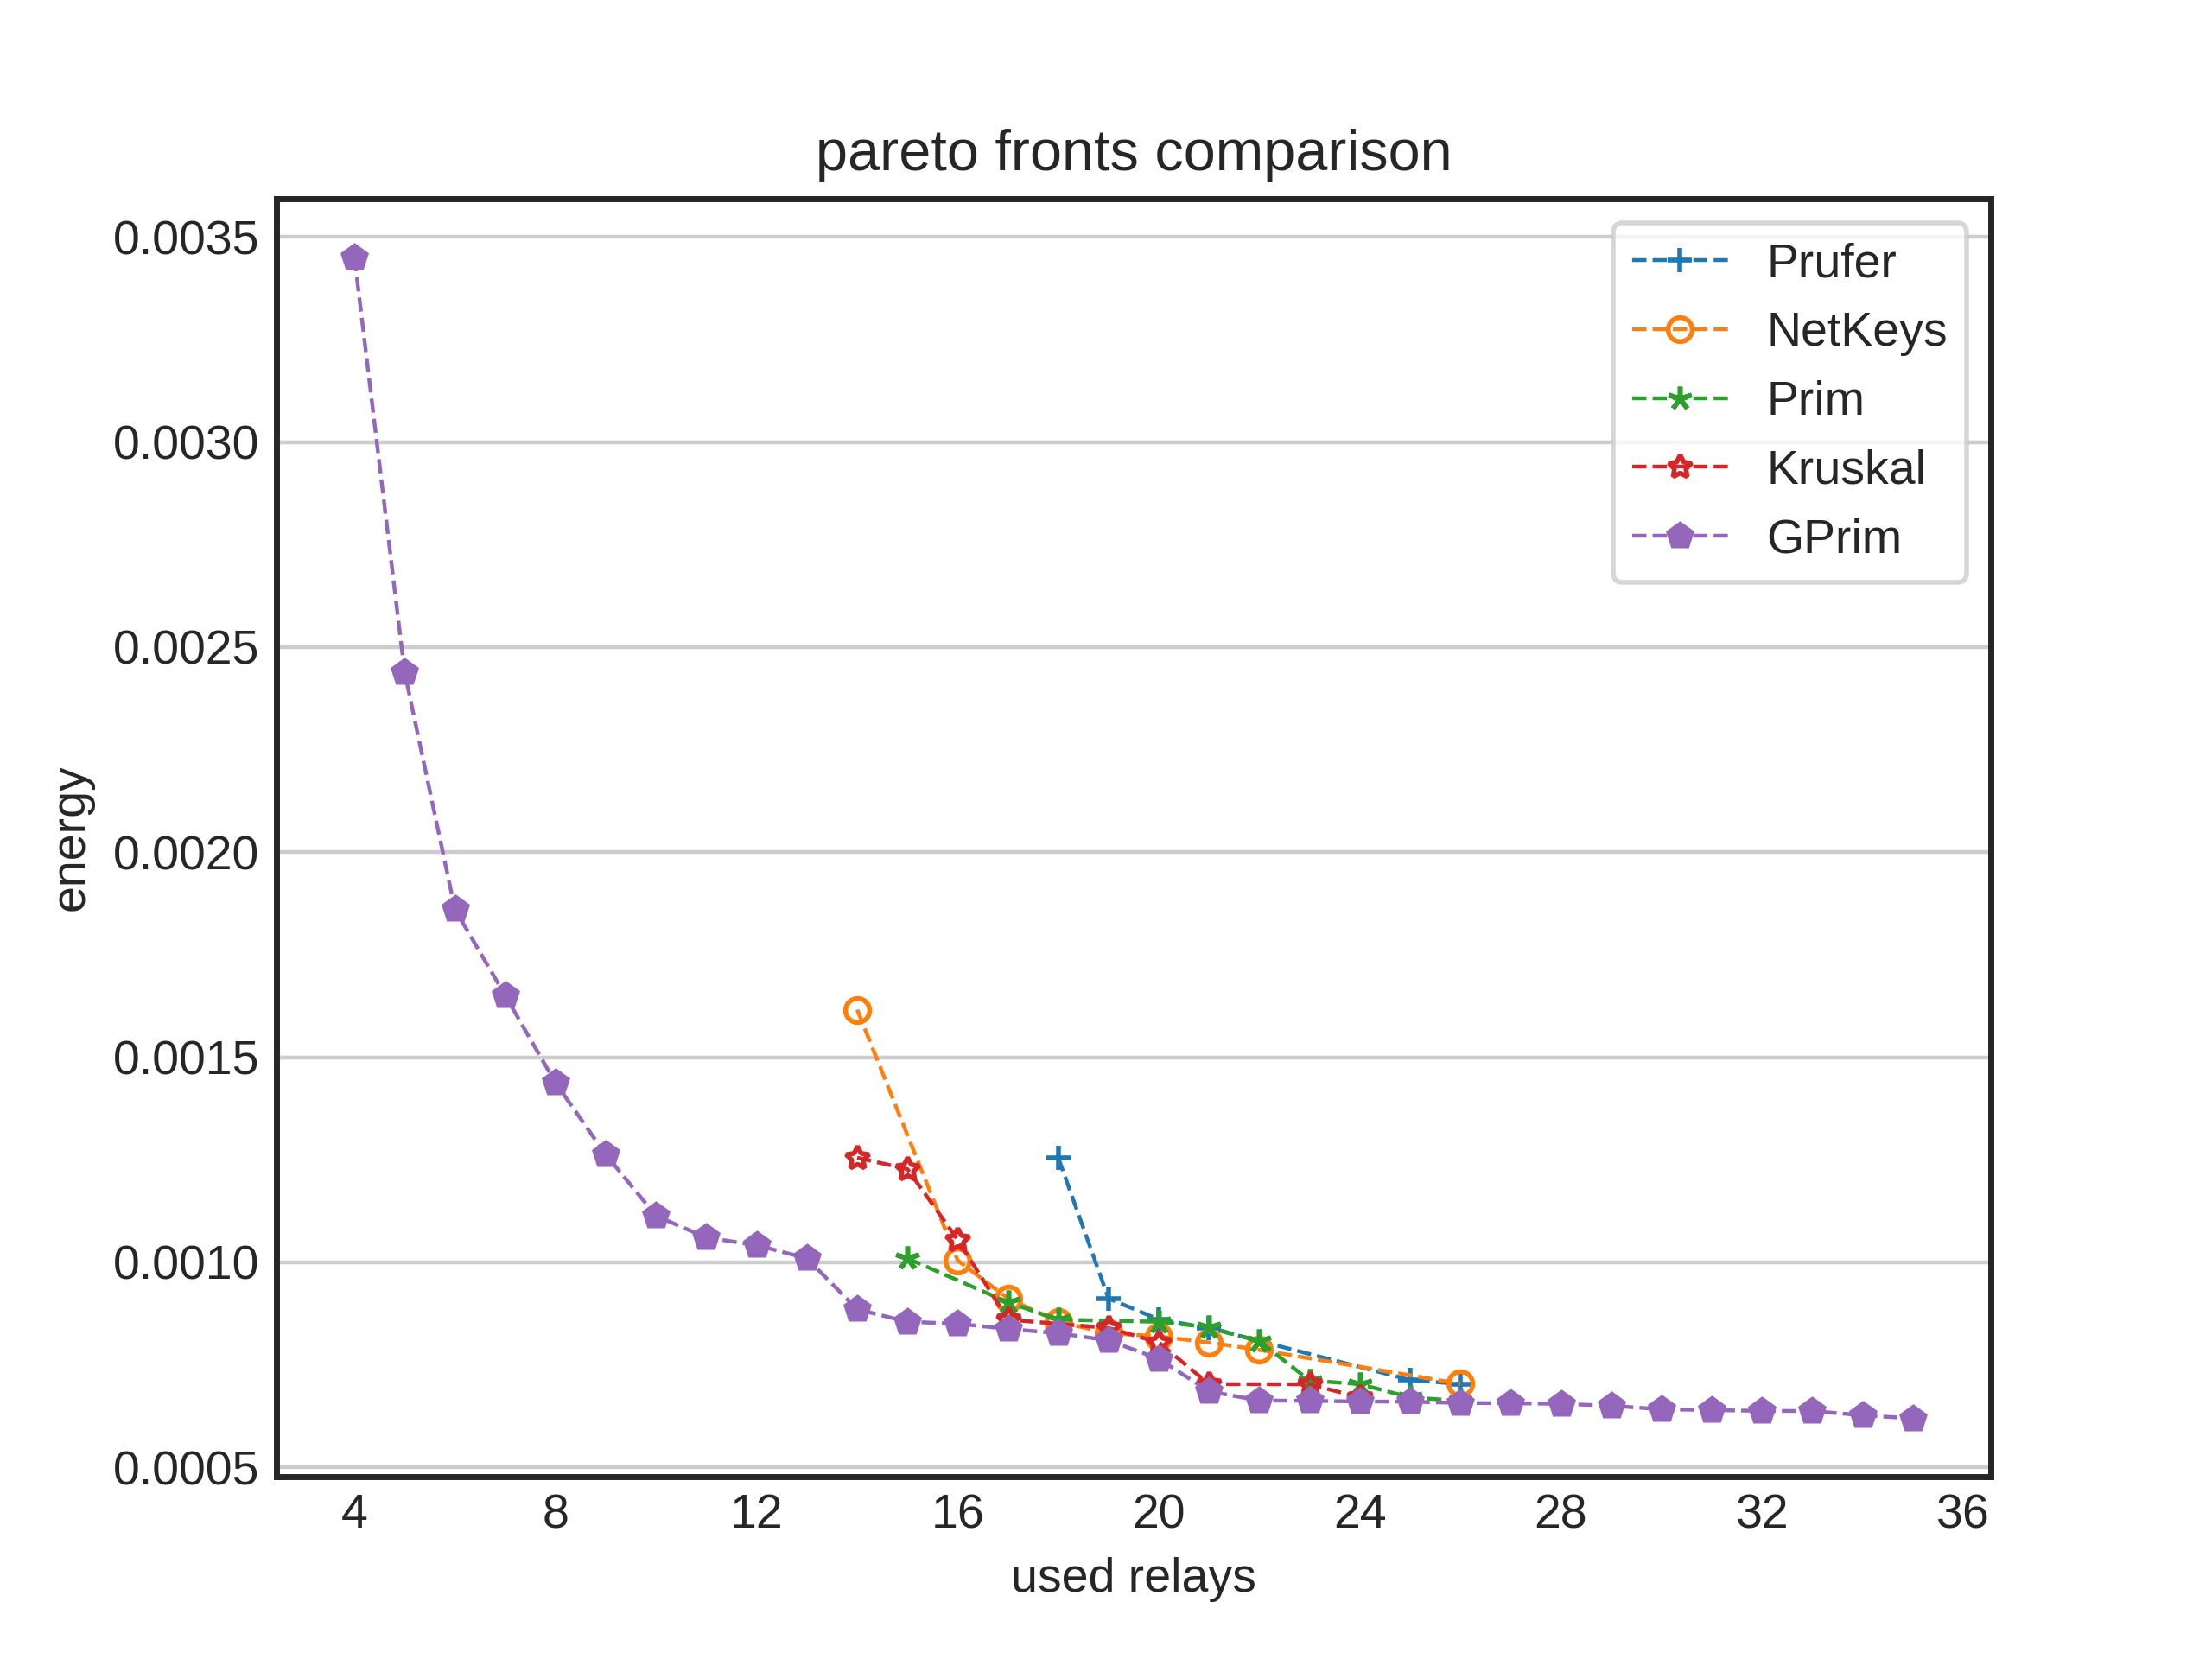 pareto fronts comparison
0.0035
0.0030
0.0025
0.0020
0.0015
0.0010
0.0005
energy
Prufer
NetKeys
Prim
Kruskal
GPrim
4 8 12 16 20 24 28 32 36
used relays